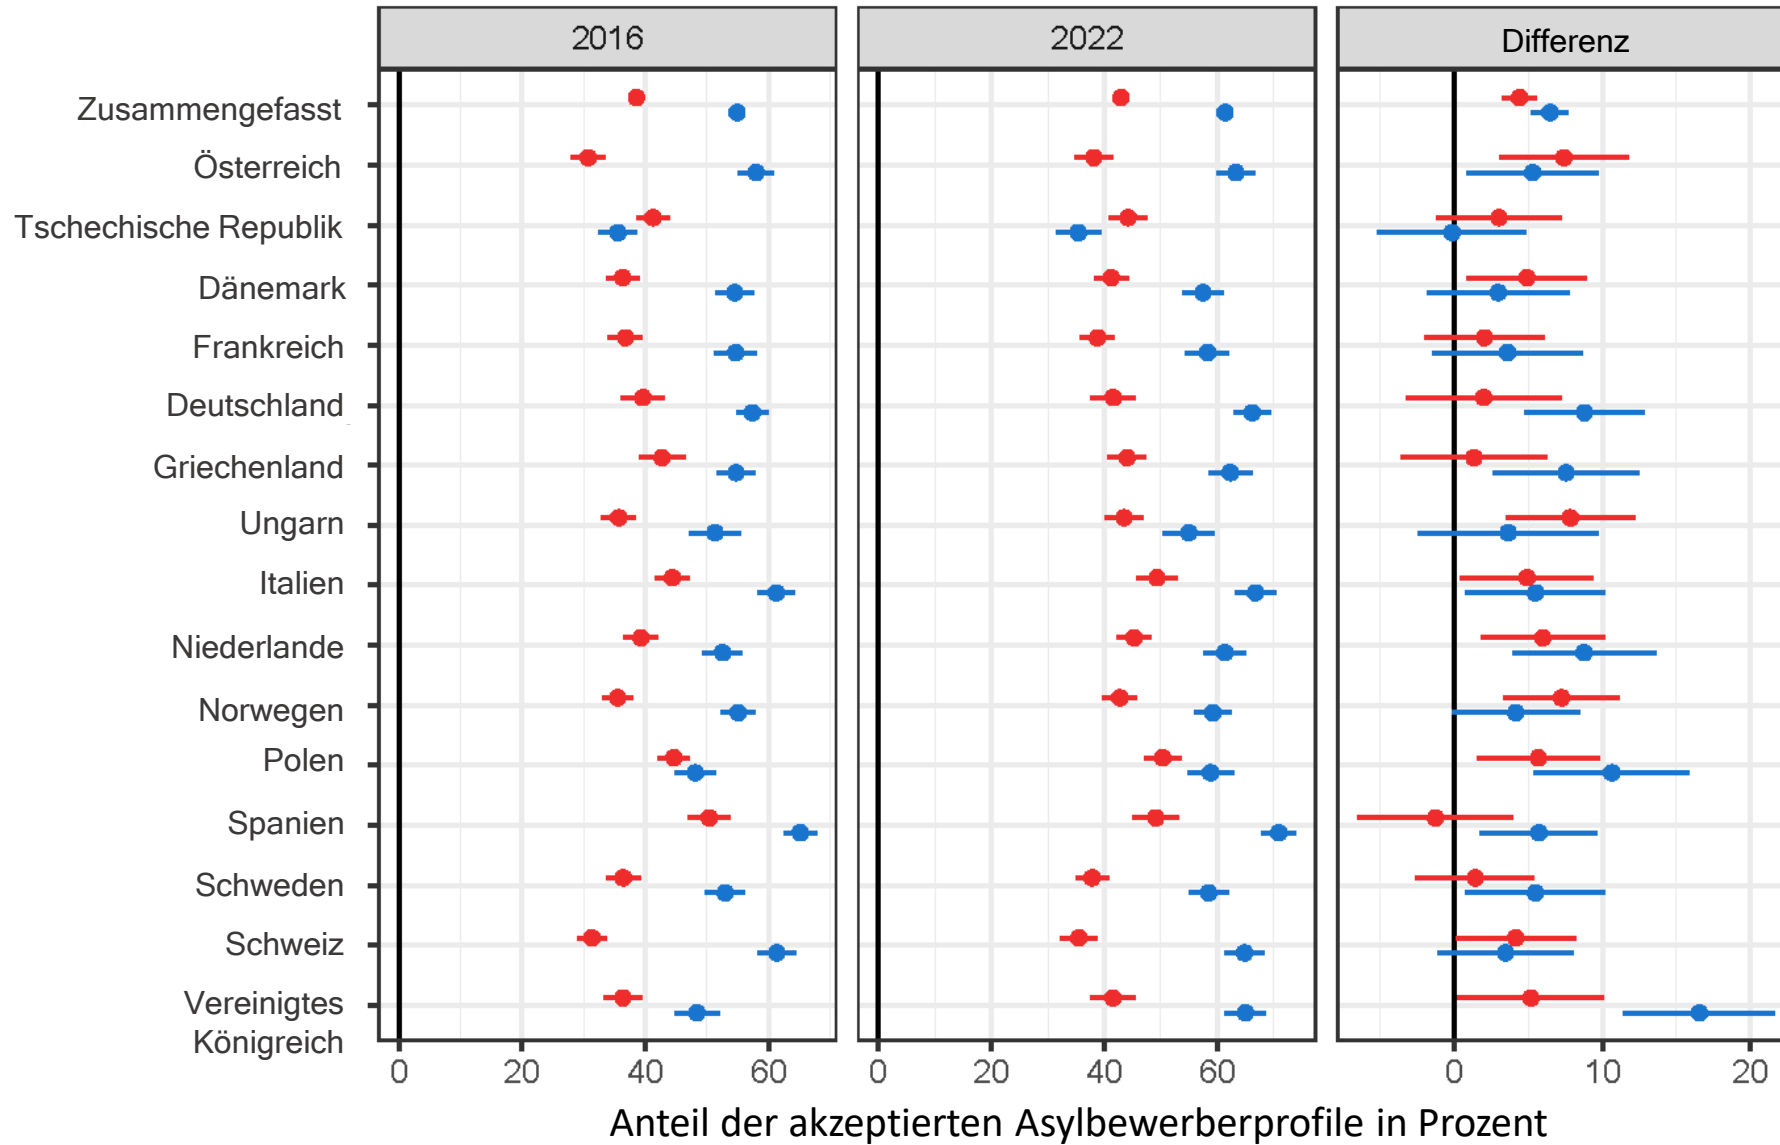 2016
2022
Differenz
Zusammengefasst
Österreich
Tschechische Republik
Dänemark
Frankreich
Deutschland
Griechenland
Ungarn
Italien
Niederlande
Norwegen
Polen
Spanien
Schweden
Schweiz
Vereinigtes
Königreich
0 20 40 60
0 20 40 60
0 10 20
Anteil der akzeptierten Asylbewerberprofile in Prozent